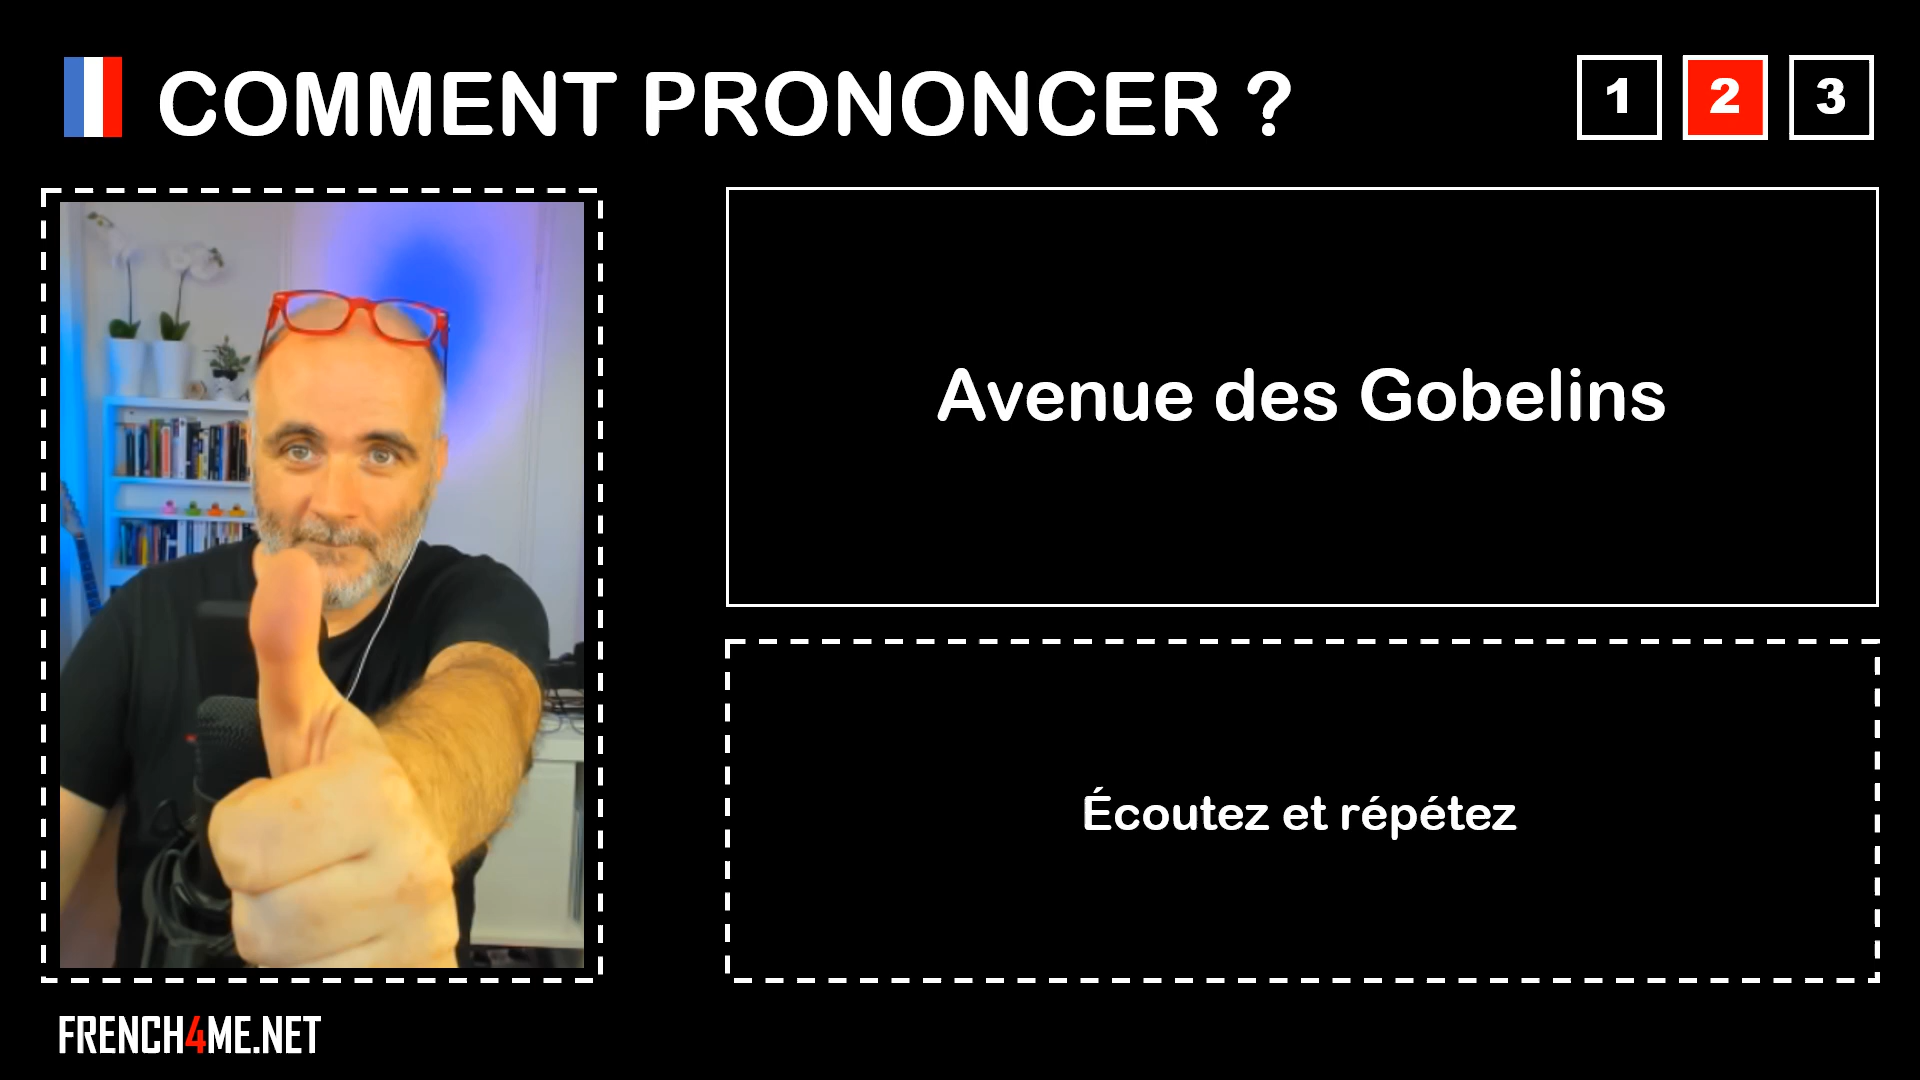 COMMENT PRONONCER ?
1 2 3
Avenue des Gobelins
Écoutez et répétez
FRENCH4ME.NET